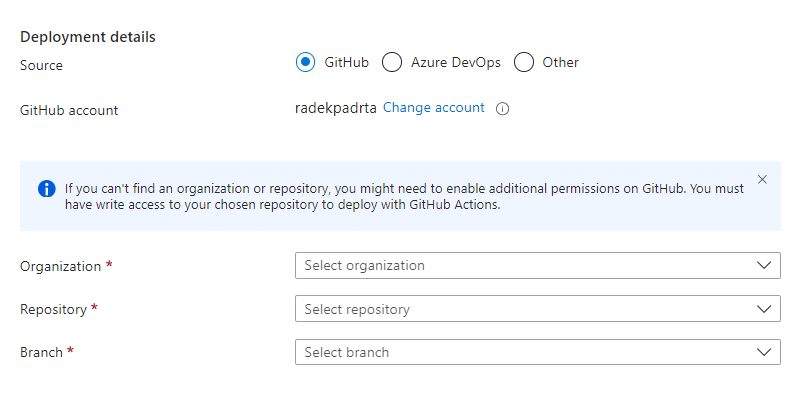 Deployment details
Source GitHub Azure DevOps Other
GitHub account radekpadrta Change account
If you can't find an organization or repository, you might need to enable additional permissions on GitHub. You must
have write access to your chosen repository to deploy with GitHub Actions.
Organization * Select organization
Repository * Select repository
Branch * Select branch